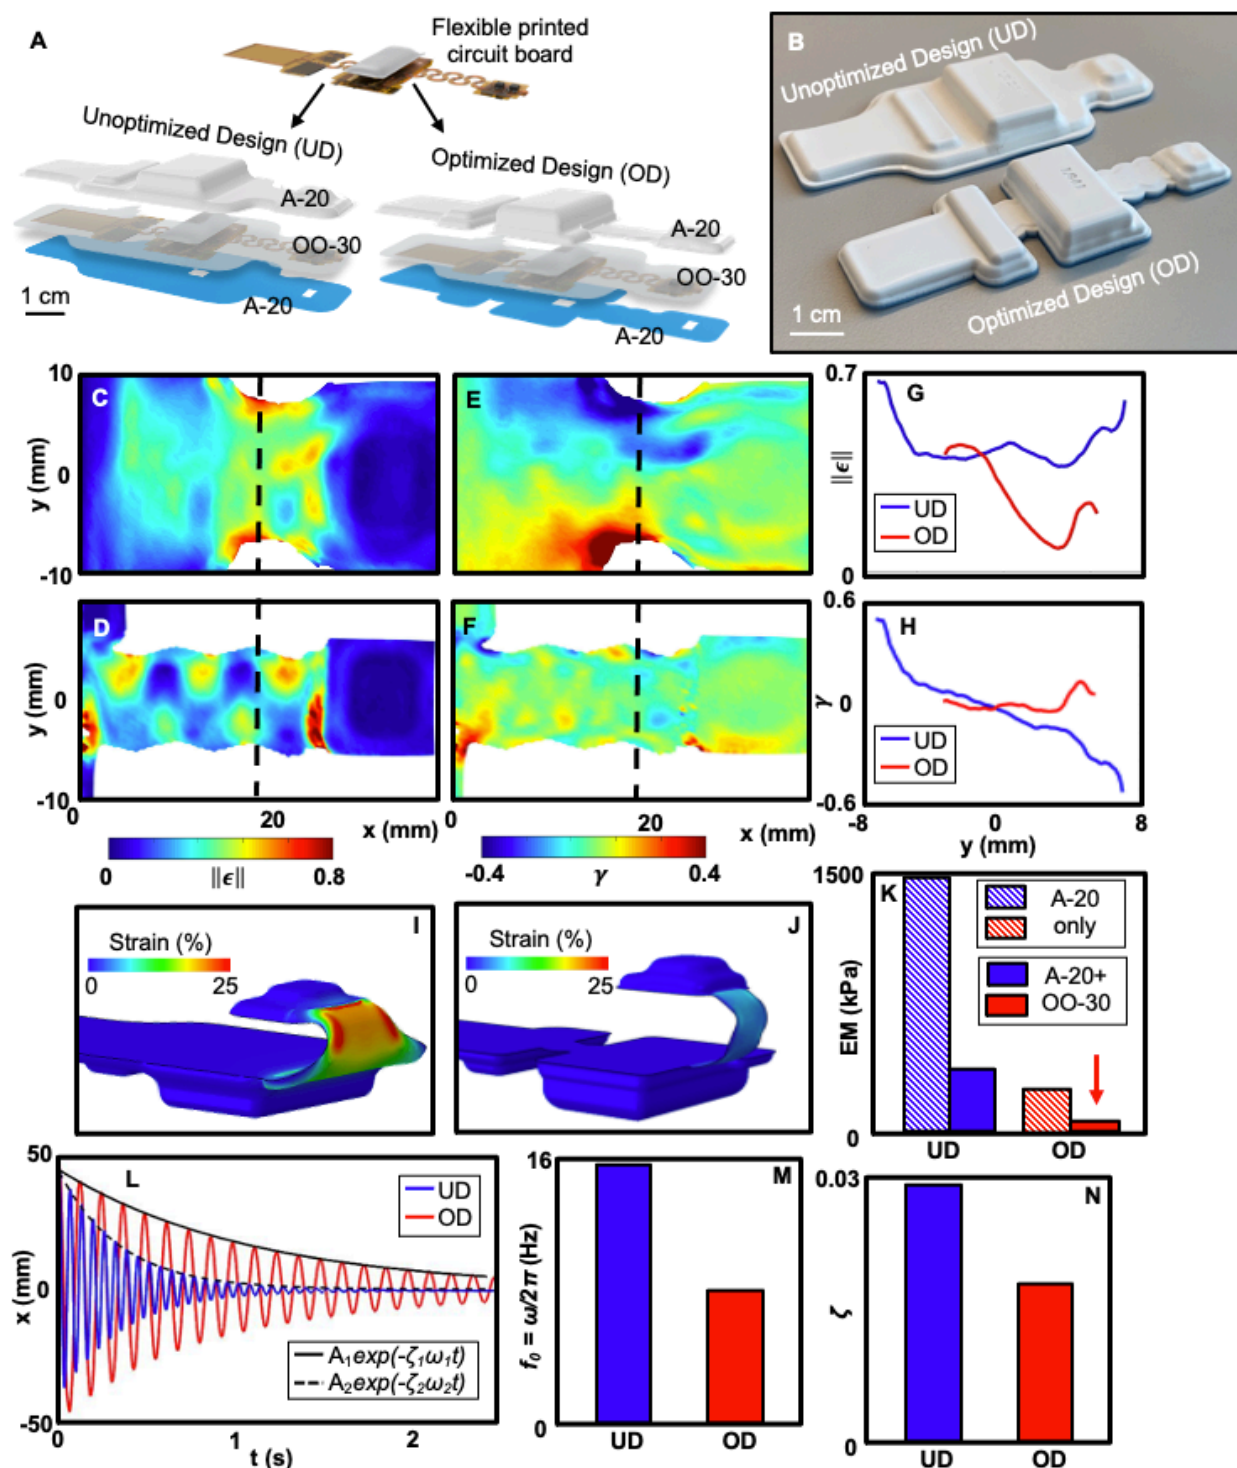 A
Flexible printed
circuit board
Unoptimized Design (UD)
Optimized Design (OD)
A-20
OO-30
A-20
A-20
OO-30
A-20
1 cm
B
Unoptimized Design (UD)
Optimized Design (OD)
1 cm
10
0
-10
y (mm)
C
E
0.7
0
||ϵ||
G
UD
OD
0
-10
y (mm)
0
20
x (mm)
D
F
0
20
x (mm)
0.6
γ
-0.6
H
UD
OD
-8
0
8
y (mm)
0
||ϵ||
0.8
-0.4
γ
0.4
I
Strain (%)
0
25
J
Strain (%)
0
25
K
1500
0
EM (kPa)
A-20
only
A-20+
OO-30
UD
OD
50
0
-50
x (mm)
L
UD
OD
A₁exp(-ζ₁ω₁t)
A₂exp(-ζ₂ω₂t)
0
1
2
t (s)
16
0
f₀ = ω/2π (Hz)
M
UD
OD
0.03
0
ζ
N
UD
OD